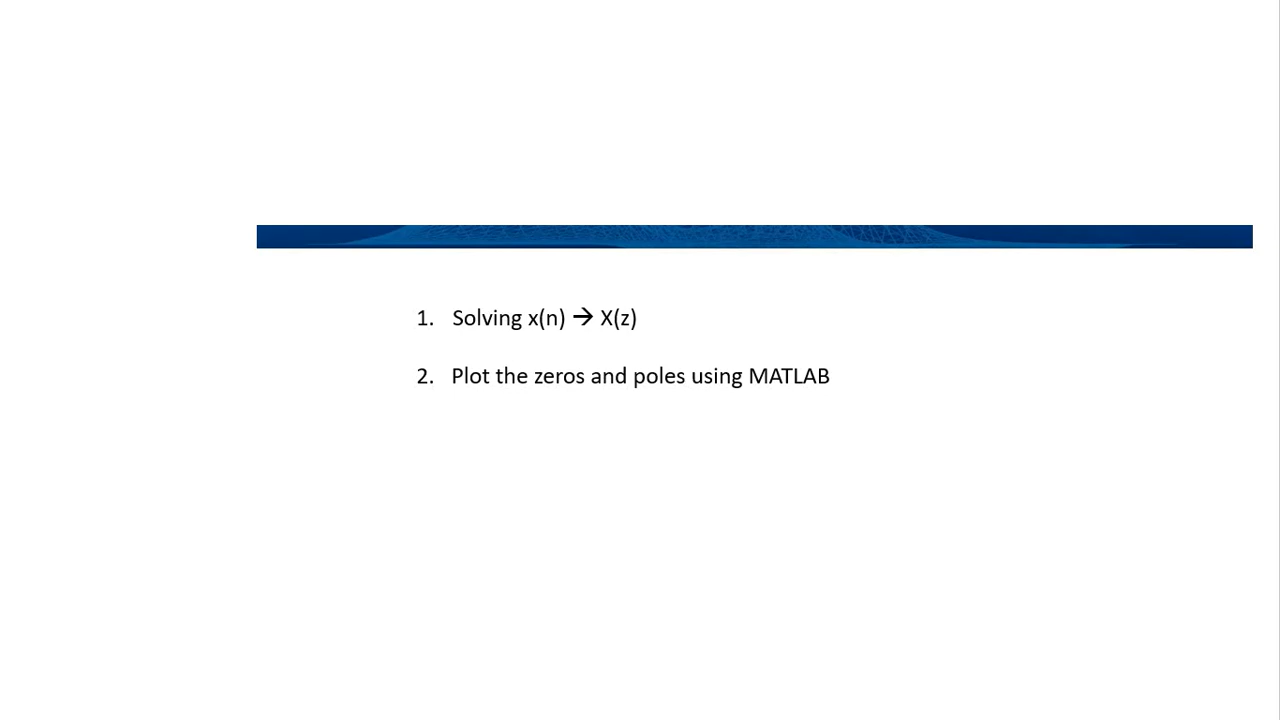 1. Solving x(n) → X(z)
2. Plot the zeros and poles using MATLAB